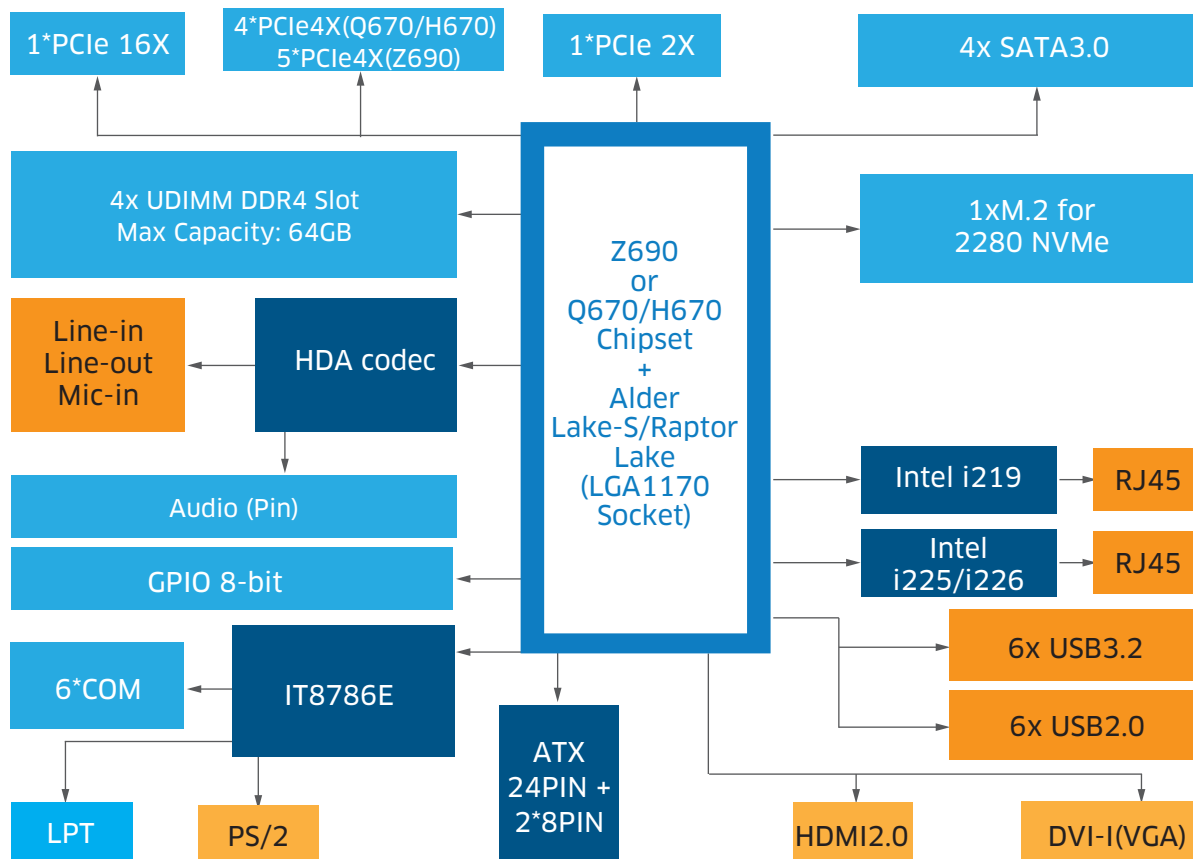 1*PCIe 16X
4*PCIe4X(Q670/H670)
5*PCIe4X(Z690)
1*PCIe 2X
4x SATA3.0
4x UDIMM DDR4 Slot
Max Capacity: 64GB
1xM.2 for
2280 NVMe
Z690
or
Q670/H670
Chipset
+
Alder
Lake-S/Raptor
Lake
(LGA1170
Socket)
Line-in
Line-out
Mic-in
HDA codec
Audio (Pin)
Intel i219
RJ45
GPIO 8-bit
Intel
i225/i226
RJ45
6*COM
IT8786E
6x USB3.2
6x USB2.0
ATX
24PIN +
2*8PIN
LPT
PS/2
HDMI2.0
DVI-I(VGA)